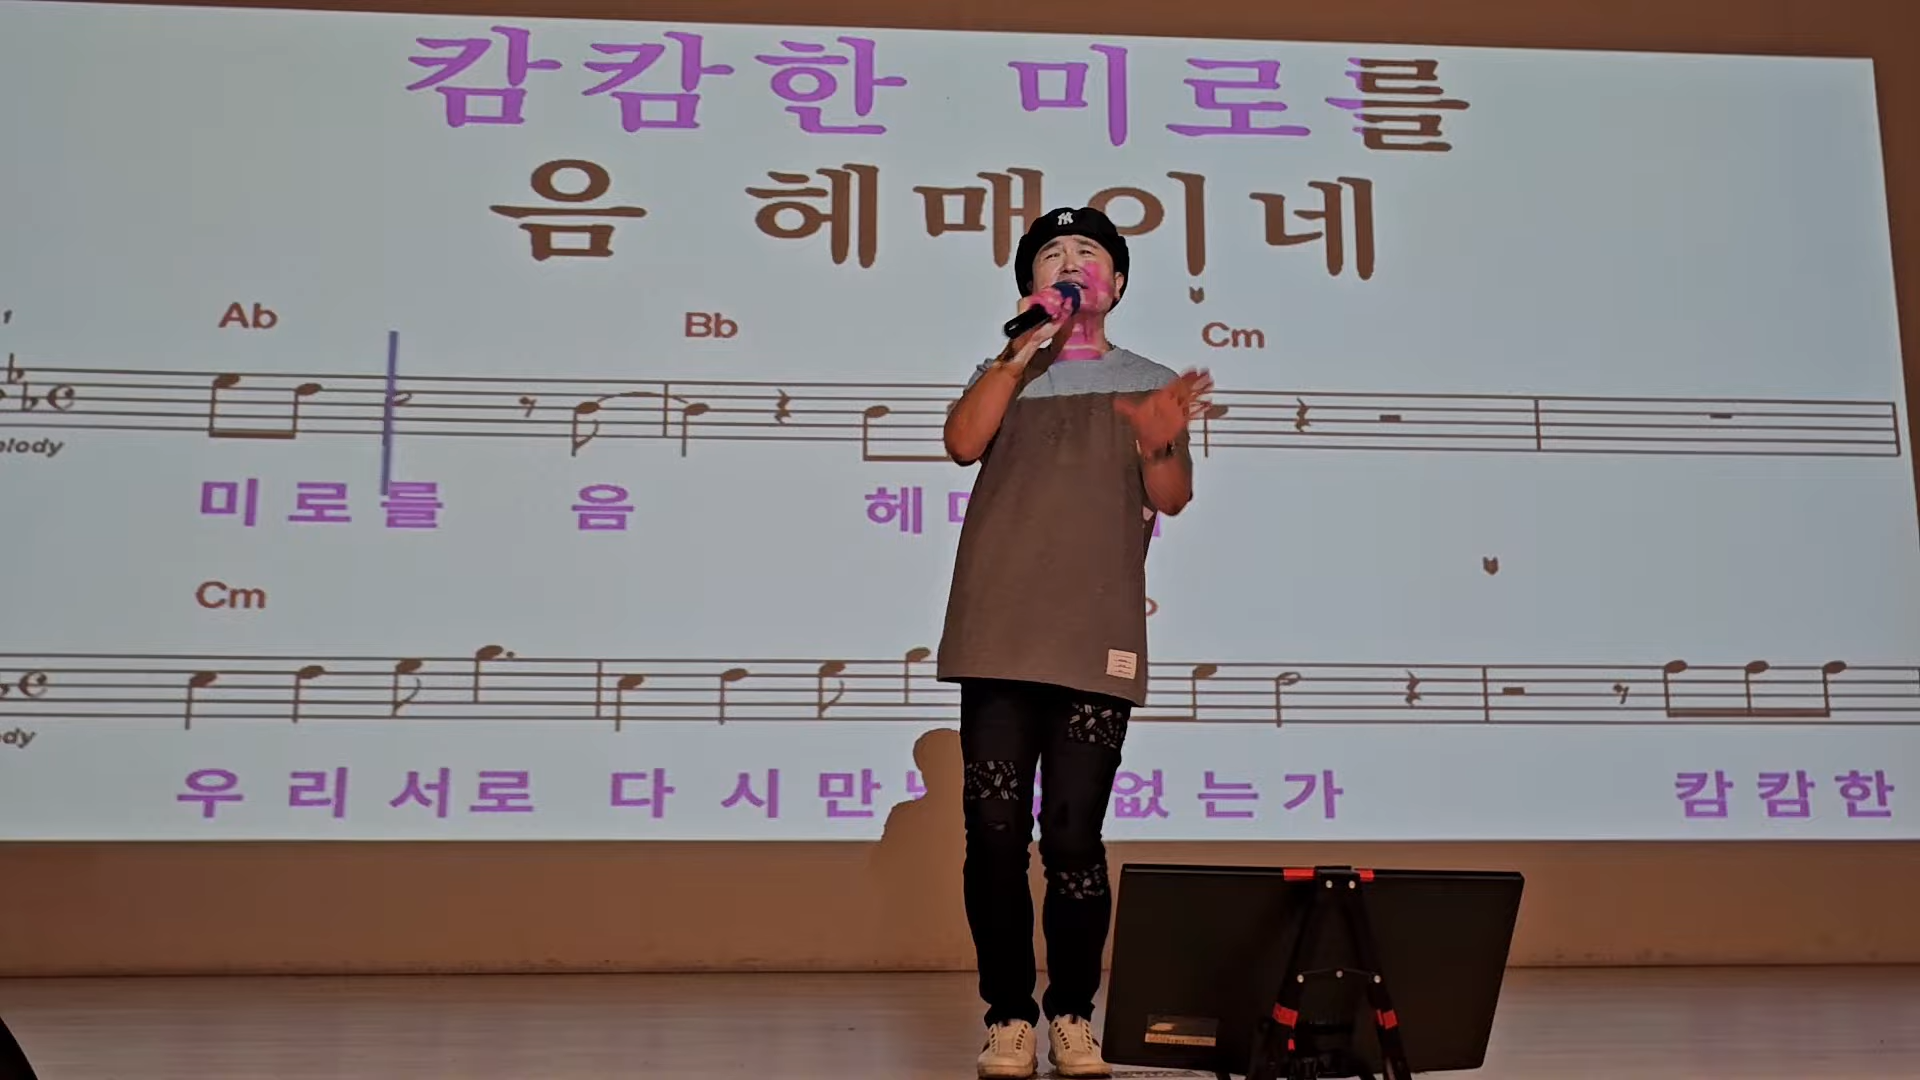 캄캄한 미로를
음 헤매이네
Ab Bb Cm
미 로 를 음 헤
Cm
우 리 서 로 다 시 만 없 는 가 캄 캄 한